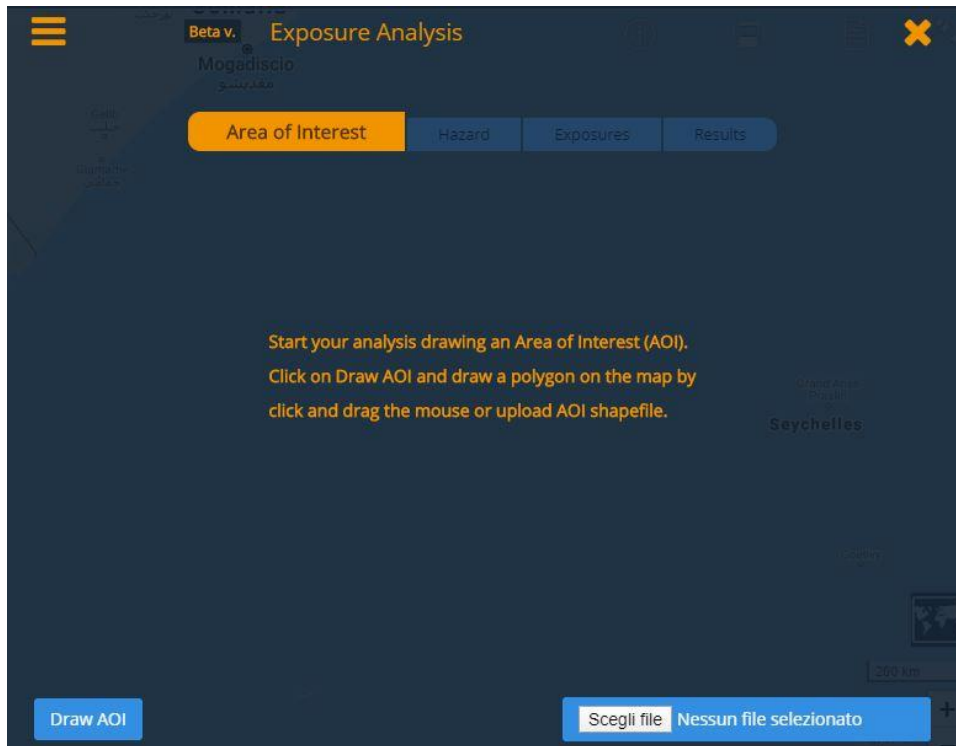 Beta v.
Exposure Analysis
Mogadiscio
Area of Interest
Hazard
Exposures
Results
Start your analysis drawing an Area of Interest (AOI).
Click on Draw AOI and draw a polygon on the map by
click and drag the mouse or upload AOI shapefile.
Seychelles
Draw AOI
Scegli file
Nessun file selezionato